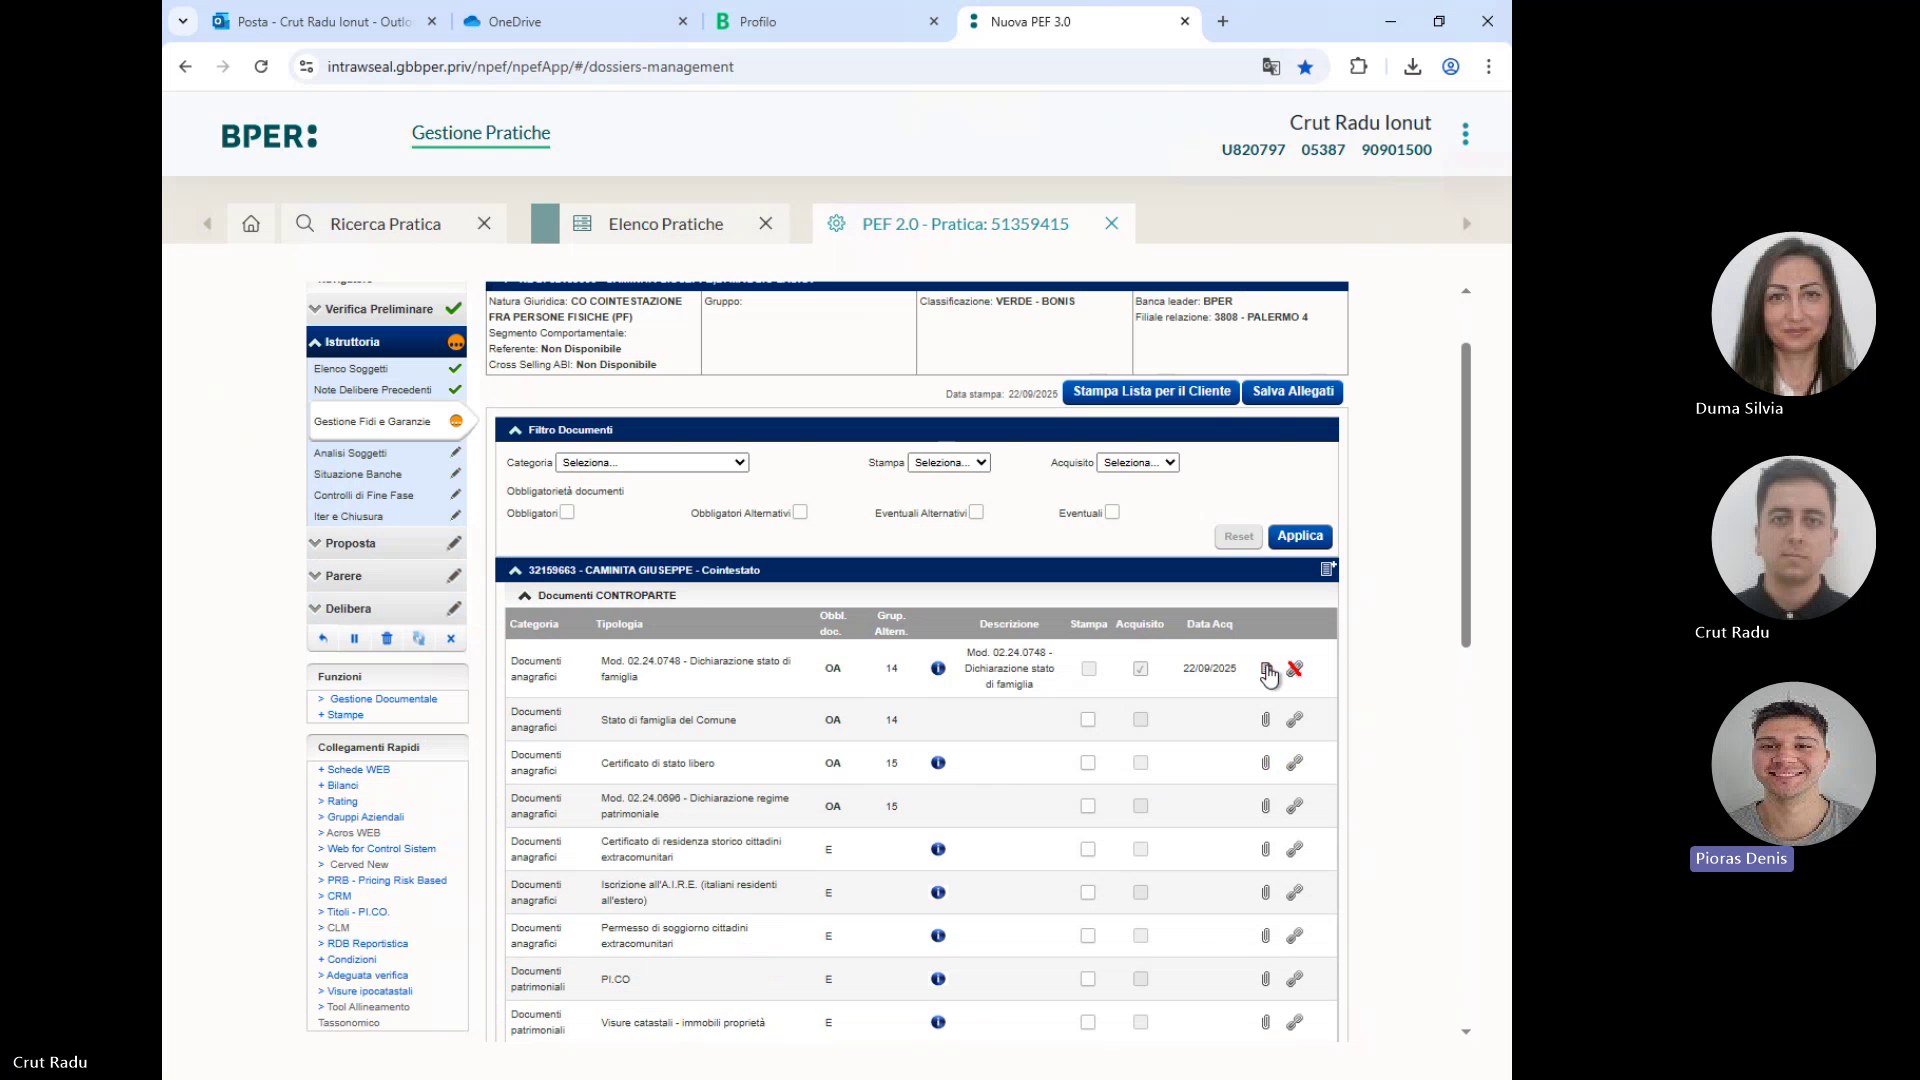 Posta - Crut Radu Ionut - Outlo
OneDrive
Profilo
Nuova PEF 3.0
intrawseal.gbbper.priv/npef/npefApp/#/dossiers-management
BPER:
Gestione Pratiche
Crut Radu Ionut
U820797 05387 90901500
Ricerca Pratica
Elenco Pratiche
PEF 2.0 - Pratica: 51359415
Verifica Preliminare
Istruttoria
Elenco Soggetti
Note Delibere Precedenti
Gestione Fidi e Garanzie
Analisi Soggetti
Situazione Banche
Controlli di Fine Fase
Iter e Chiusura
Proposta
Parere
Delibera
Funzioni
> Gestione Documentale
+ Stampe
Collegamenti Rapidi
+ Schede WEB
+ Bilanci
> Rating
> Gruppi Aziendali
> Acros WEB
> Web for Control Sistem
> Cerved New
> PRB - Pricing Risk Based
> CRM
> Titoli - PI.CO.
> CLM
> RDB Reportistica
+ Condizioni
> Adeguata verifica
> Visure ipocatastali
> Tool Allineamento
Tassonomico
Natura Giuridica: CO COINTESTAZIONE
FRA PERSONE FISICHE (PF)
Segmento Comportamentale:
Referente: Non Disponibile
Cross Selling ABI: Non Disponibile
Gruppo:
Classificazione: VERDE - BONIS
Banca leader: BPER
Filiale relazione: 3808 - PALERMO 4
Data stampa: 22/09/2025
Stampa Lista per il Cliente
Salva Allegati
Filtro Documenti
Categoria Seleziona...
Stampa Seleziona...
Acquisito Seleziona...
Obbligatorietà documenti
Obbligatori
Obbligatori Alternativi
Eventuali Alternativi
Eventuali
Reset
Applica
32159663 - CAMINITA GIUSEPPE - Cointestato
Documenti CONTROPARTE
Categoria Tipologia Obbl. doc. Grup. Altern. Descrizione Stampa Acquisito Data Acq
Documenti anagrafici Mod. 02.24.0748 - Dichiarazione stato di famiglia OA 14 Mod. 02.24.0748 - Dichiarazione stato di famiglia 22/09/2025
Documenti anagrafici Stato di famiglia del Comune OA 14
Documenti anagrafici Certificato di stato libero OA 15
Documenti anagrafici Mod. 02.24.0696 - Dichiarazione regime patrimoniale OA 15
Documenti anagrafici Certificato di residenza storico cittadini extracomunitari E
Documenti anagrafici Iscrizione all'A.I.R.E. (italiani residenti all'estero) E
Documenti anagrafici Permesso di soggiorno cittadini extracomunitari E
Documenti patrimoniali PI.CO E
Documenti patrimoniali Visure catastali - immobili proprietà E
Duma Silvia
Crut Radu
Pioras Denis
Crut Radu